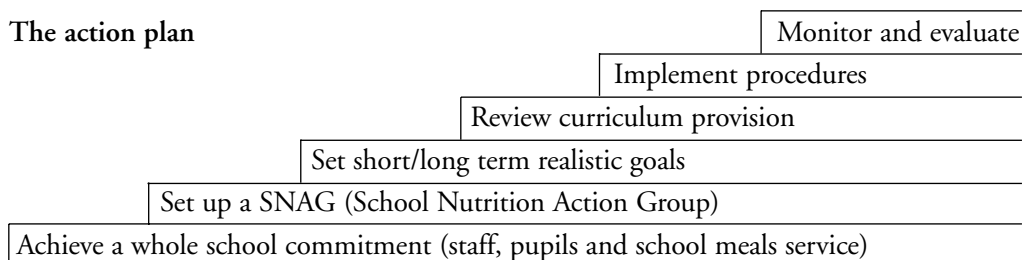 The action plan
Monitor and evaluate
Implement procedures
Review curriculum provision
Set short/long term realistic goals
Set up a SNAG (School Nutrition Action Group)
Achieve a whole school commitment (staff, pupils and school meals service)